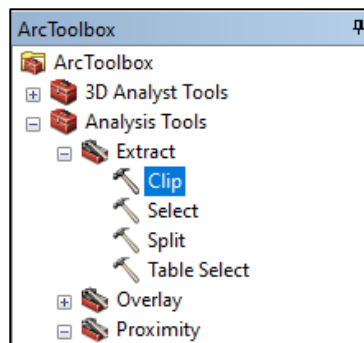 ArcToolbox
ArcToolbox
3D Analyst Tools
Analysis Tools
Extract
Clip
Select
Split
Table Select
Overlay
Proximity